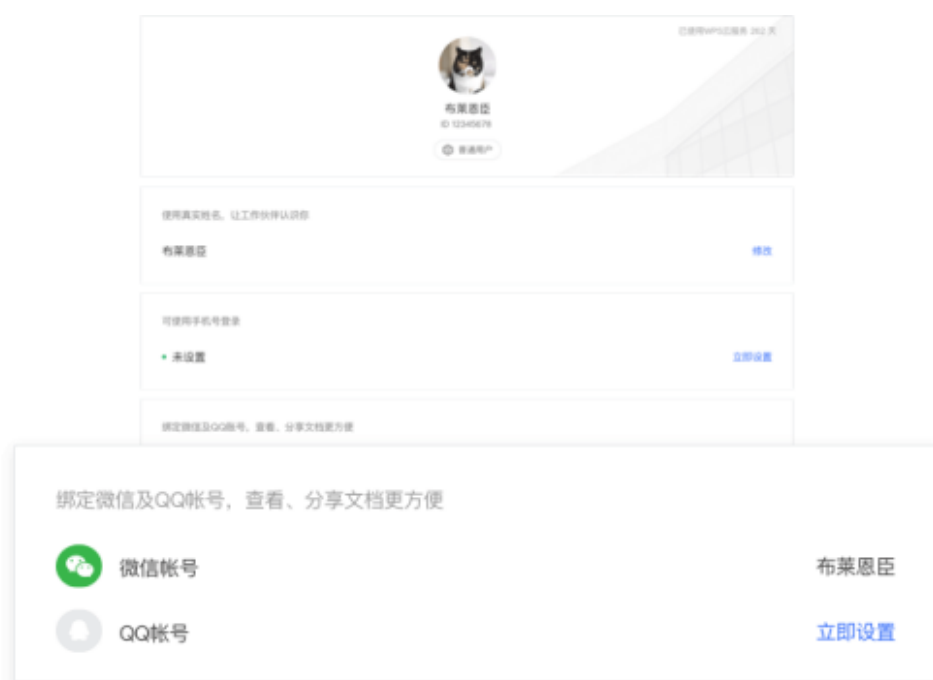 已使用WPS云服务 262 天
布莱恩臣
ID 12345678
普通用户
使用真实姓名，让工作伙伴认识你
布莱恩臣
修改
可使用手机号登录
未设置
立即设置
绑定微信及QQ账号，查看、分享文档更方便
绑定微信及QQ帐号，查看、分享文档更方便
微信帐号
布莱恩臣
QQ帐号
立即设置